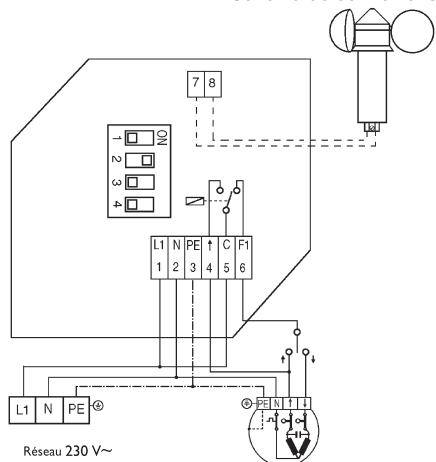 7 8
ON
1
2
3
4
L1 N PE ↑ C F1
1 2 3 4 5 6
↑ ↓
PE N ↑ ↓
L1 N PE
Réseau 230 V~